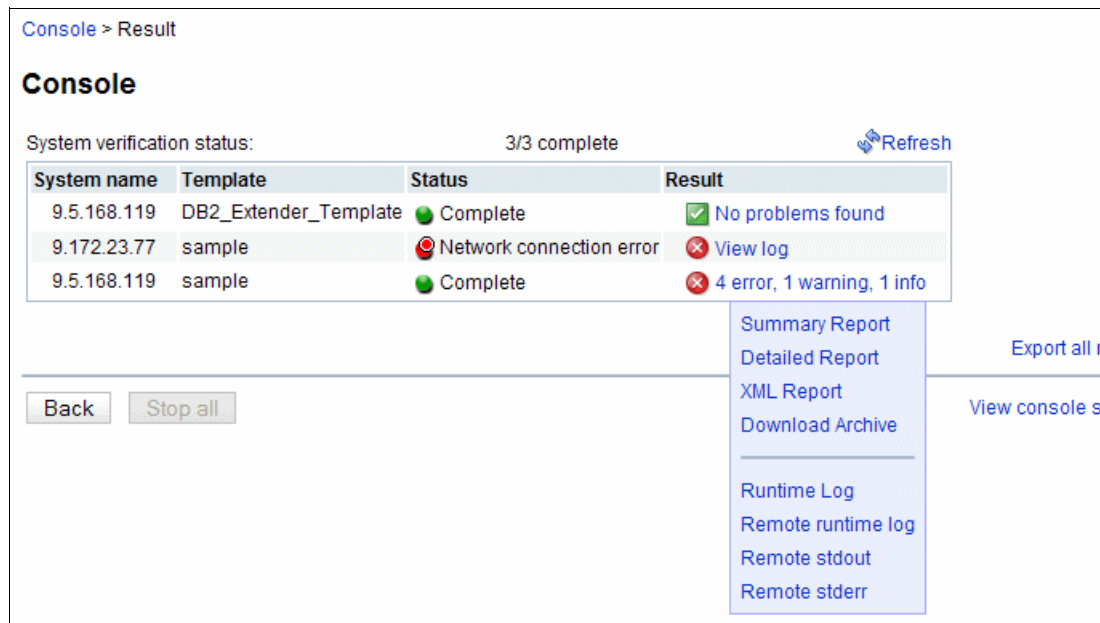 Console > Result
Console
System verification status: 3/3 complete Refresh
System name Template Status Result
9.5.168.119 DB2_Extender_Template Complete No problems found
9.172.23.77 sample Network connection error View log
9.5.168.119 sample Complete 4 error, 1 warning, 1 info
Summary Report
Export all
Detailed Report
XML Report
Back Stop all View console s
Download Archive
Runtime Log
Remote runtime log
Remote stdout
Remote stderr